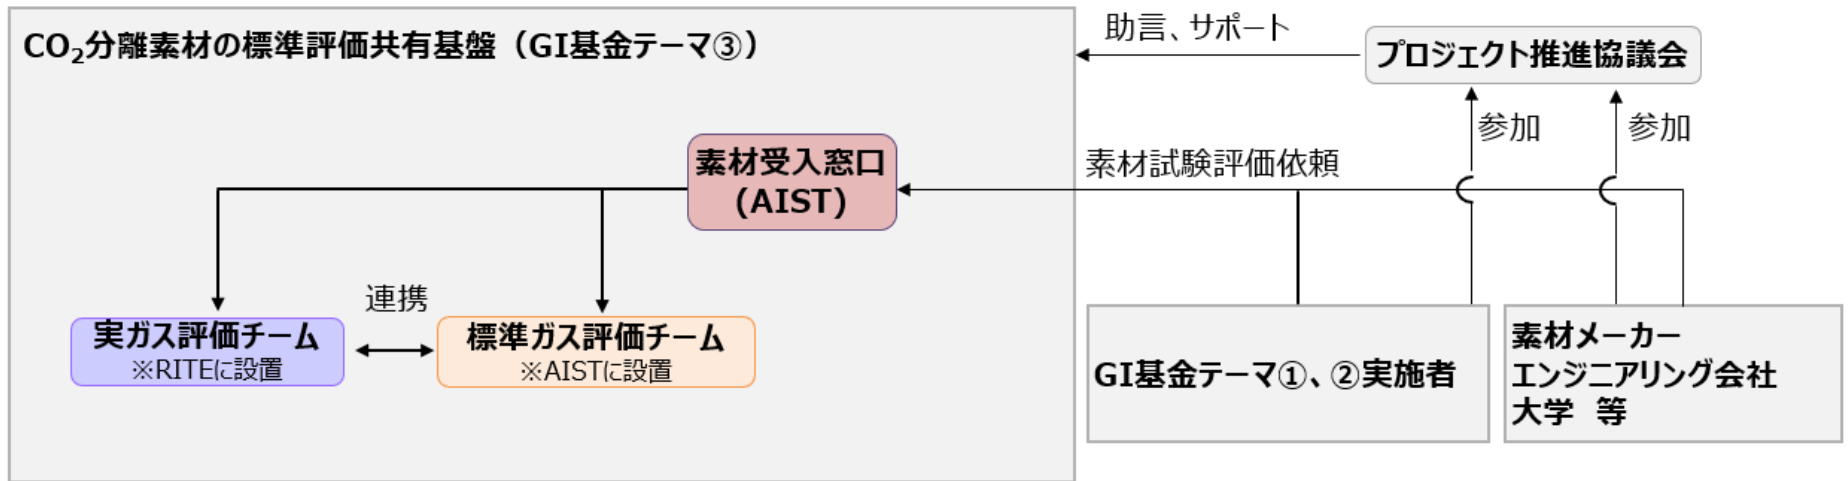 CO₂分離素材の標準評価共有基盤（GI基金テーマ③）
助言、サポート
プロジェクト推進協議会
参加
参加
素材受入窓口
(AIST)
素材試験評価依頼
連携
実ガス評価チーム
※RITEに設置
標準ガス評価チーム
※AISTに設置
GI基金テーマ①、②実施者
素材メーカー
エンジニアリング会社
大学 等